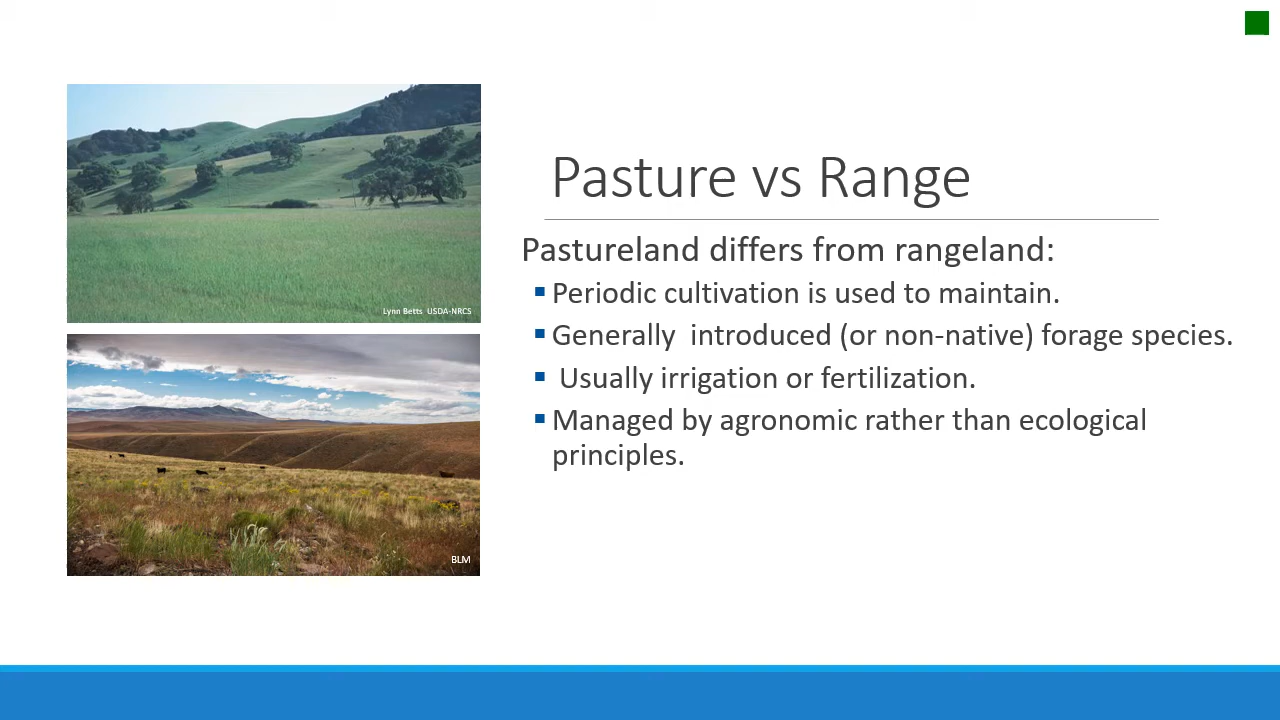 Pasture vs Range
Pastureland differs from rangeland:
▪ Periodic cultivation is used to maintain.
▪ Generally  introduced (or non-native) forage species.
▪ Usually irrigation or fertilization.
▪ Managed by agronomic rather than ecological
principles.
Lynn Betts  USDA-NRCS
BLM